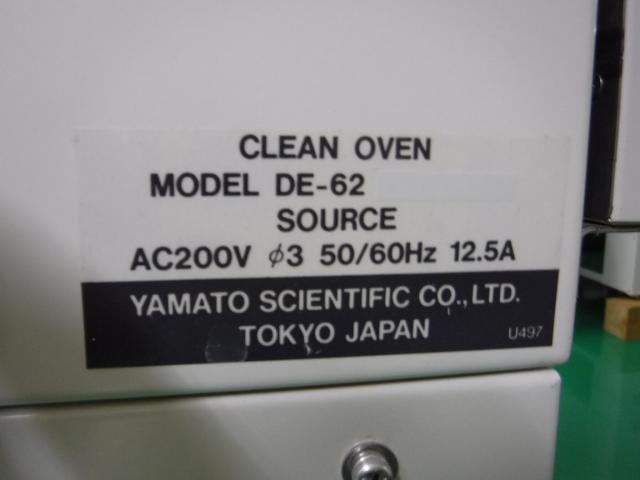 CLEAN OVEN
MODEL DE-62
SOURCE
AC200V φ3 50/60Hz 12.5A
YAMATO SCIENTIFIC CO.,LTD.
TOKYO JAPAN
U497